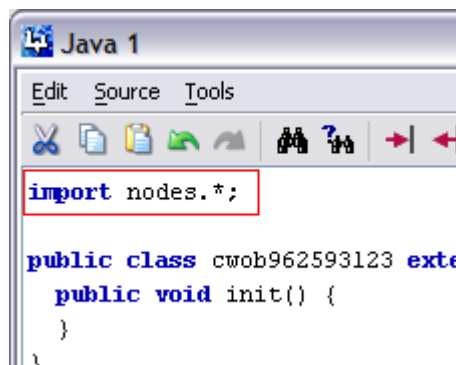 Java 1
Edit Source Tools
import nodes.*;
public class cwob962593123 exte
public void init() {
}
}